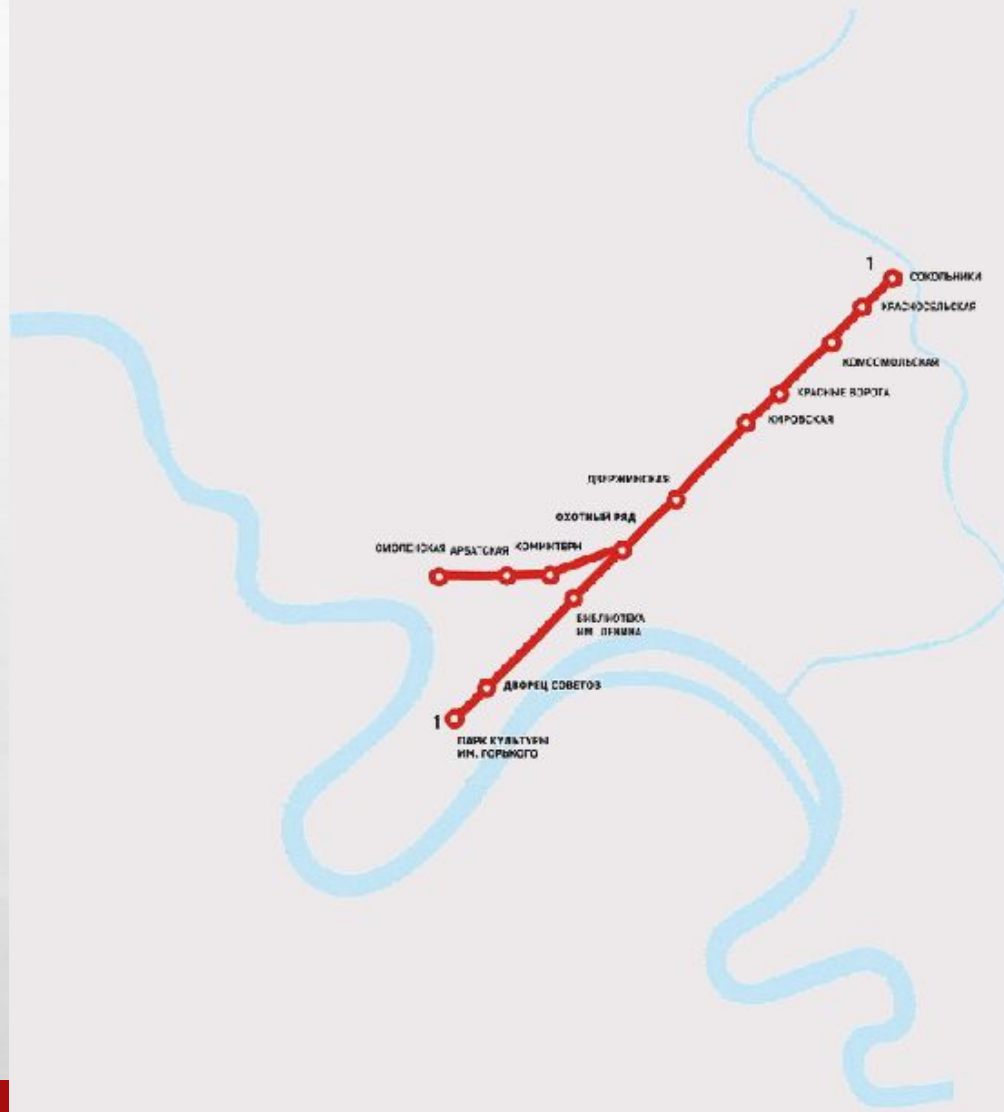 1
СОКОЛЬНИКИ
КРАСНОСЕЛЬСКАЯ
КОМСОМОЛЬСКАЯ
КРАСНЫЕ ВОРОТА
КИРОВСКАЯ
ДЗЕРЖИНСКАЯ
ОХОТНЫЙ РЯД
СМОЛЕНСКАЯ АРБАТСКАЯ КОМИНТЕРН
БИБЛИОТЕКА
ИМ. ЛЕНИНА
ДВОРЕЦ СОВЕТОВ
1
ПАРК КУЛЬТУРЫ
ИМ. ГОРЬКОГО